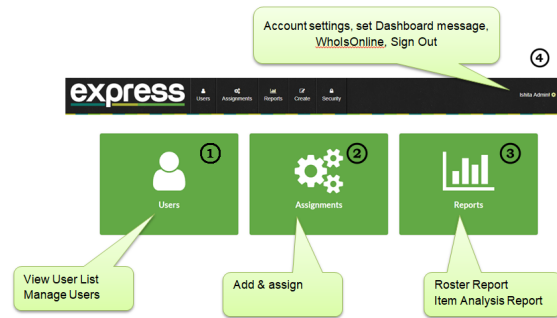 Account settings, set Dashboard message,
WhoIsOnline, Sign Out
4
express
Users Assignments Reports Create Security
Ishita Admin!
1
2
3
Users
Assignments
Reports
View User List
Manage Users
Add & assign
Roster Report
Item Analysis Report